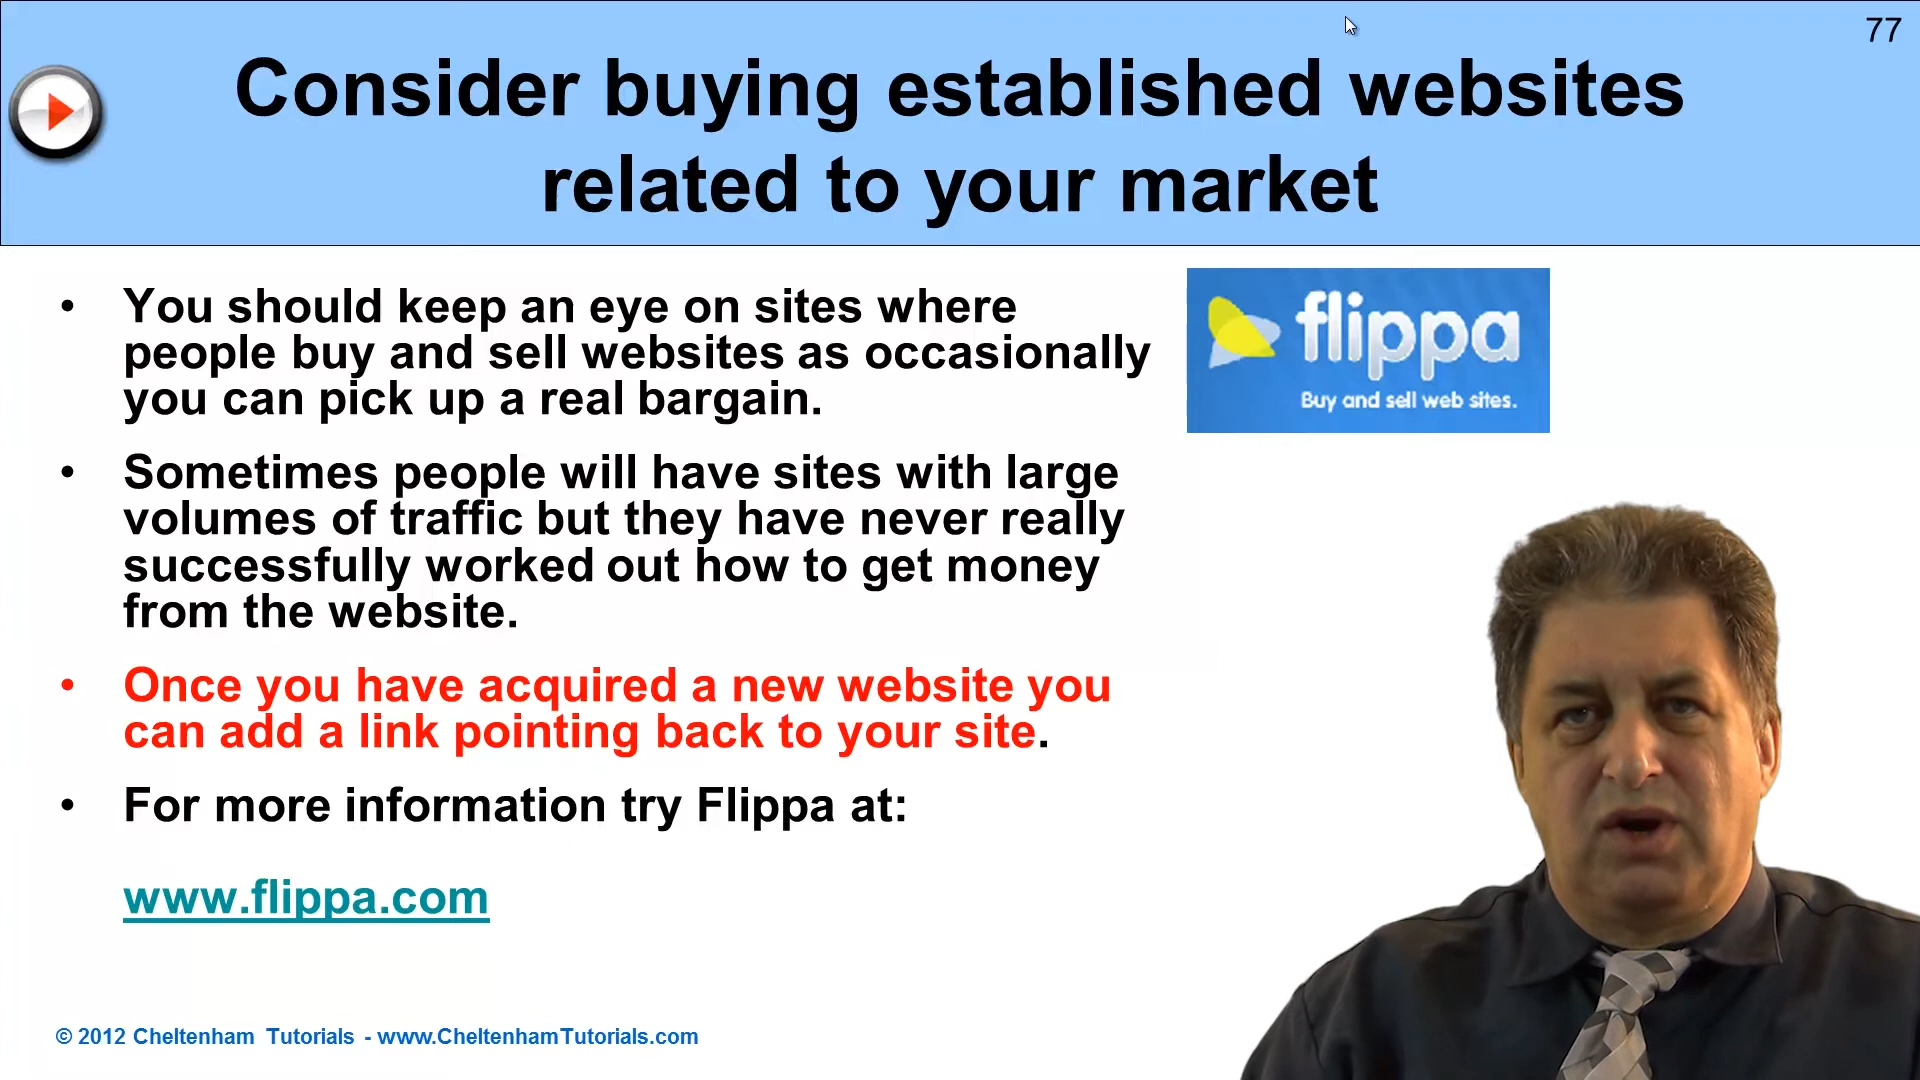 77
Consider buying established websites
related to your market
• You should keep an eye on sites where
people buy and sell websites as occasionally
you can pick up a real bargain.
flippa
Buy and sell web sites.
• Sometimes people will have sites with large
volumes of traffic but they have never really
successfully worked out how to get money
from the website.
• Once you have acquired a new website you
can add a link pointing back to your site.
• For more information try Flippa at:
www.flippa.com
© 2012 Cheltenham Tutorials - www.CheltenhamTutorials.com